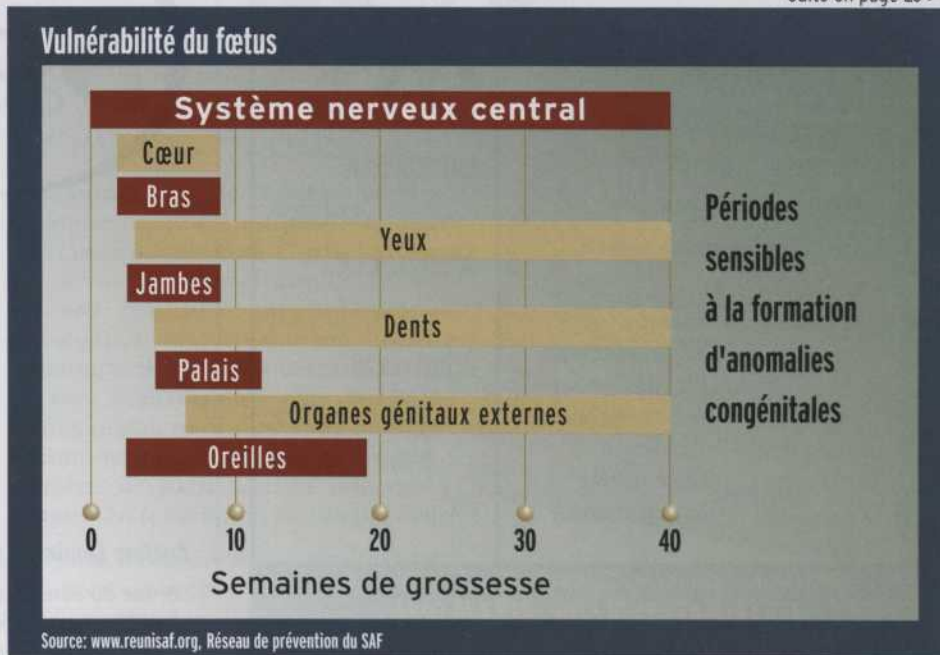 Vulnérabilité du fœtus
Système nerveux central
Cœur
Bras
Yeux
Jambes
Dents
Palais
Organes génitaux externes
Oreilles
Périodes
sensibles
à la formation
d'anomalies
congénitales
0 10 20 30 40
Semaines de grossesse
Source: www.reunisaf.org, Réseau de prévention du SAF